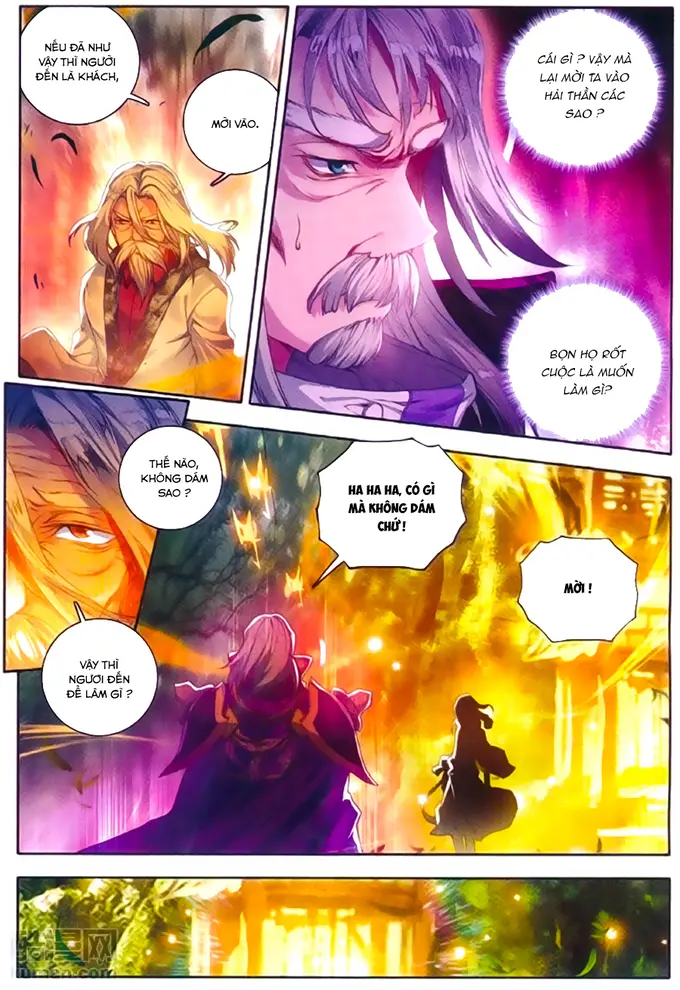 NẾU ĐÃ NHƯ
VẬY THÌ NGƯỜI
ĐẾN LÀ KHÁCH,
MỜI VÀO.
CÁI GÌ ? VẬY MÀ
LẠI MỜI TA VÀO
HẢI THẦN CÁC
SAO ?
BỌN HỌ RỐT
CUỘC LÀ MUỐN
LÀM GÌ?
THẾ NÀO,
KHÔNG DÁM
SAO ?
VẬY THÌ
NGƯƠI ĐẾN
ĐỂ LÀM GÌ ?
HA HA HA, CÓ GÌ
MÀ KHÔNG DÁM
CHỨ !
MỜI !